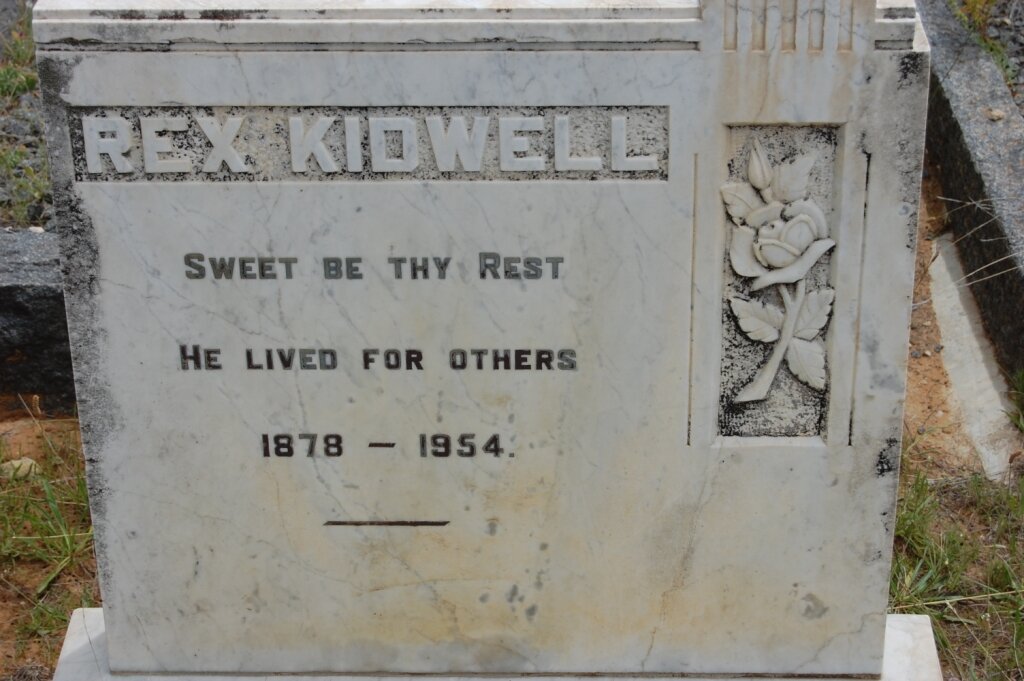 REX KIDWELL
SWEET BE THY REST
HE LIVED FOR OTHERS
1878 — 1954.